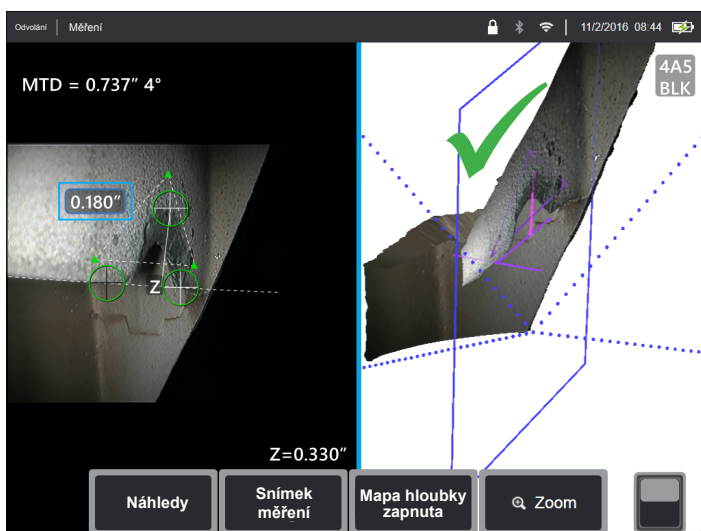 Odvolání Měření 11/2/2016 08:44
MTD = 0.737" 4°
4A5
BLK
0.180"
Z
Z=0.330"
Náhledy
Snímek
měření
Mapa hloubky
zapnuta
Zoom